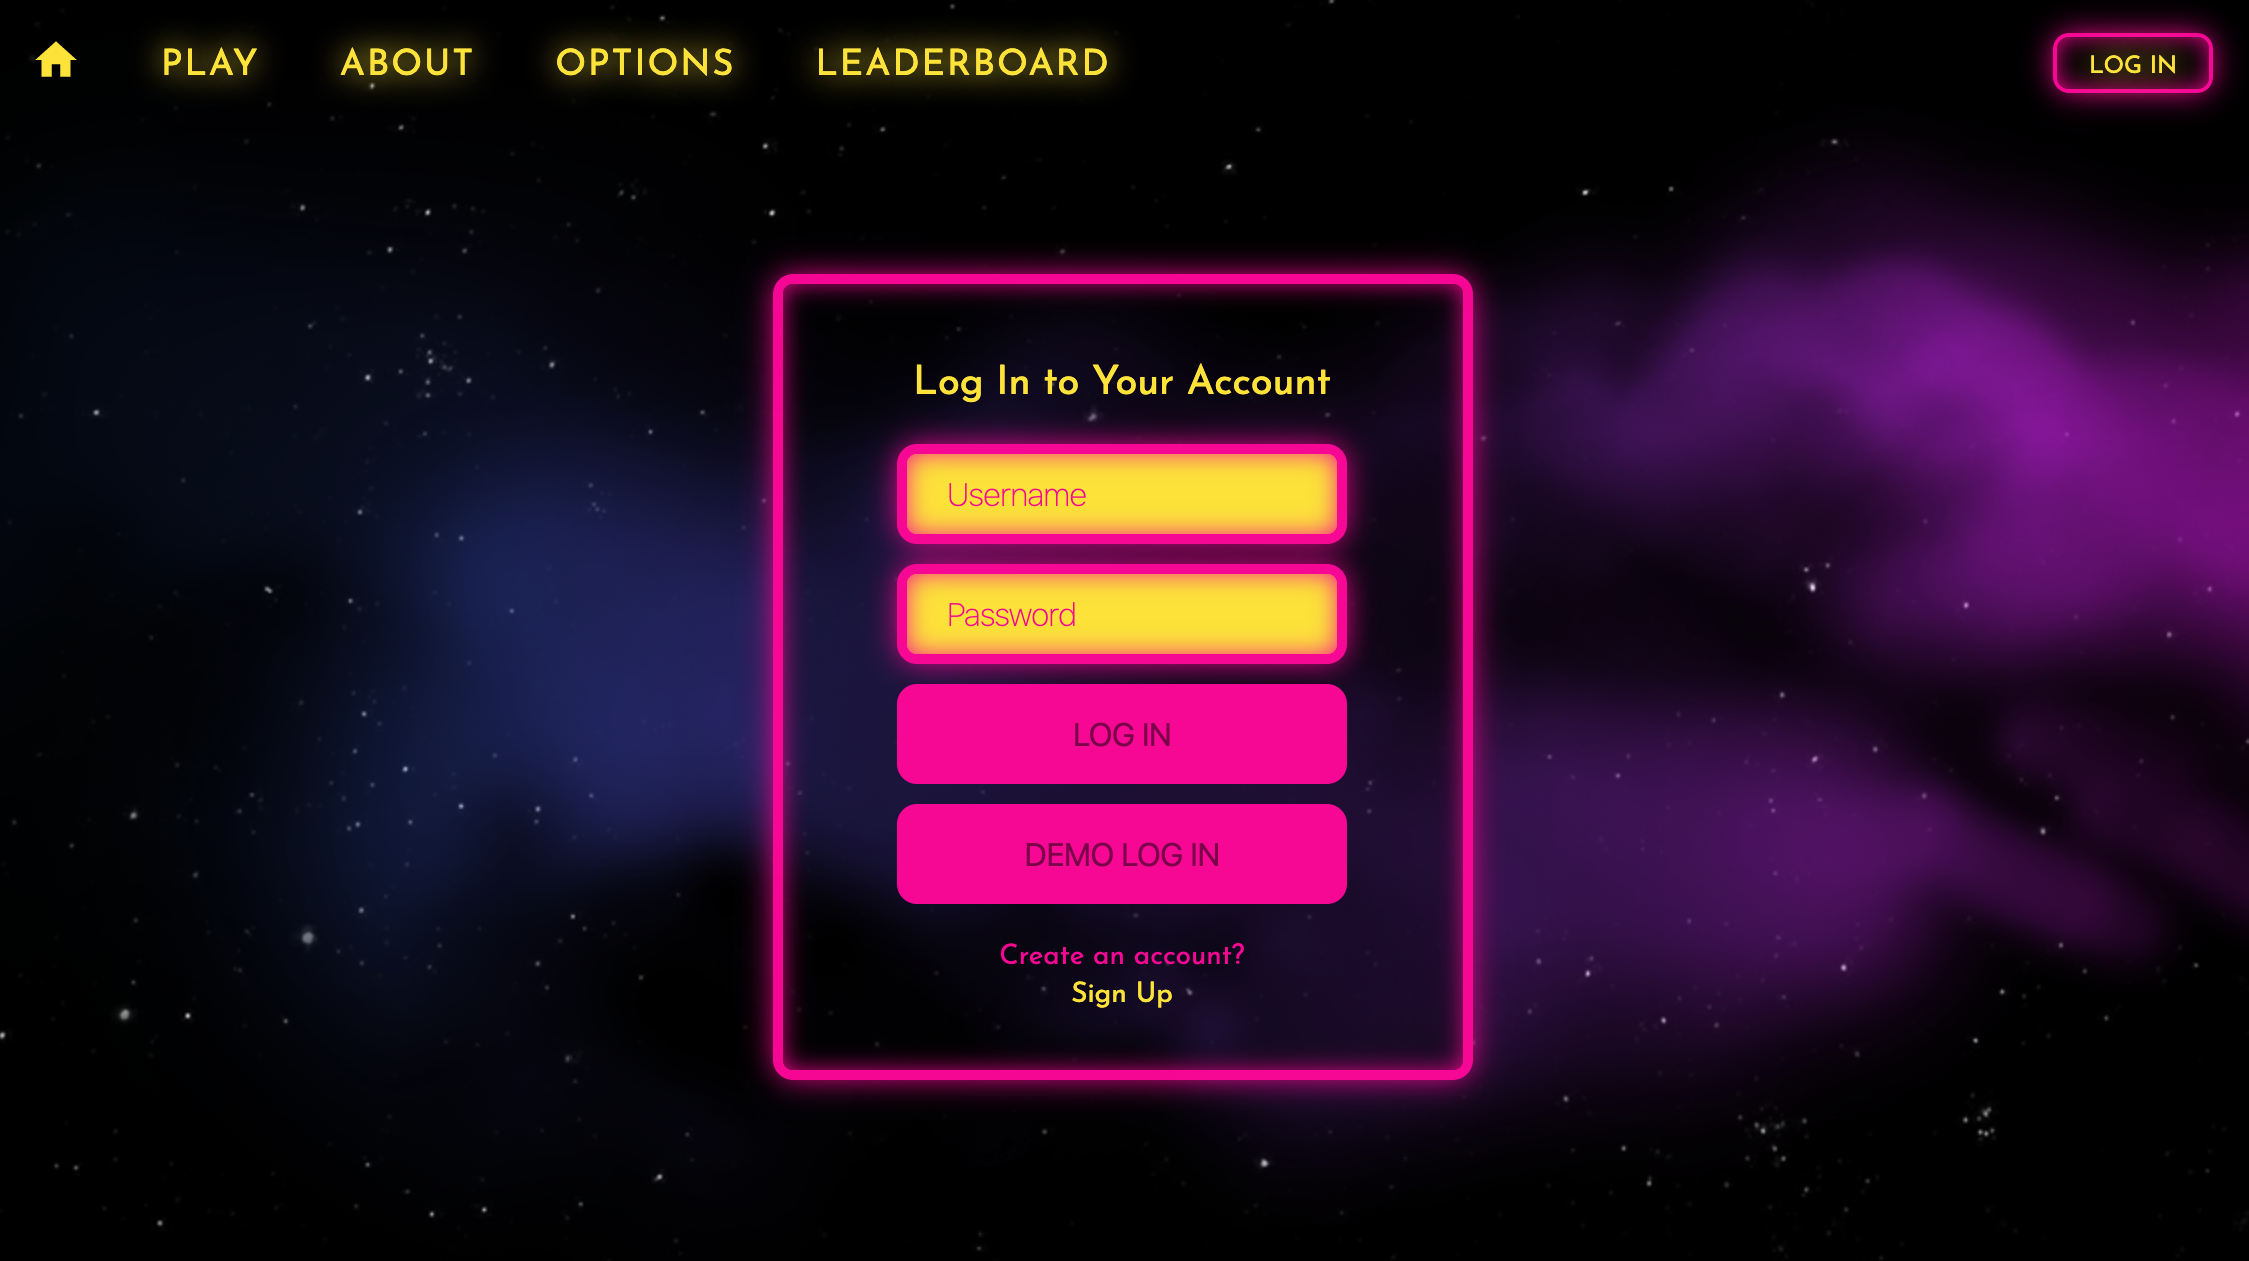 PLAY ABOUT OPTIONS LEADERBOARD LOG IN
Log In to Your Account
Username
Password
LOG IN
DEMO LOG IN
Create an account?
Sign Up